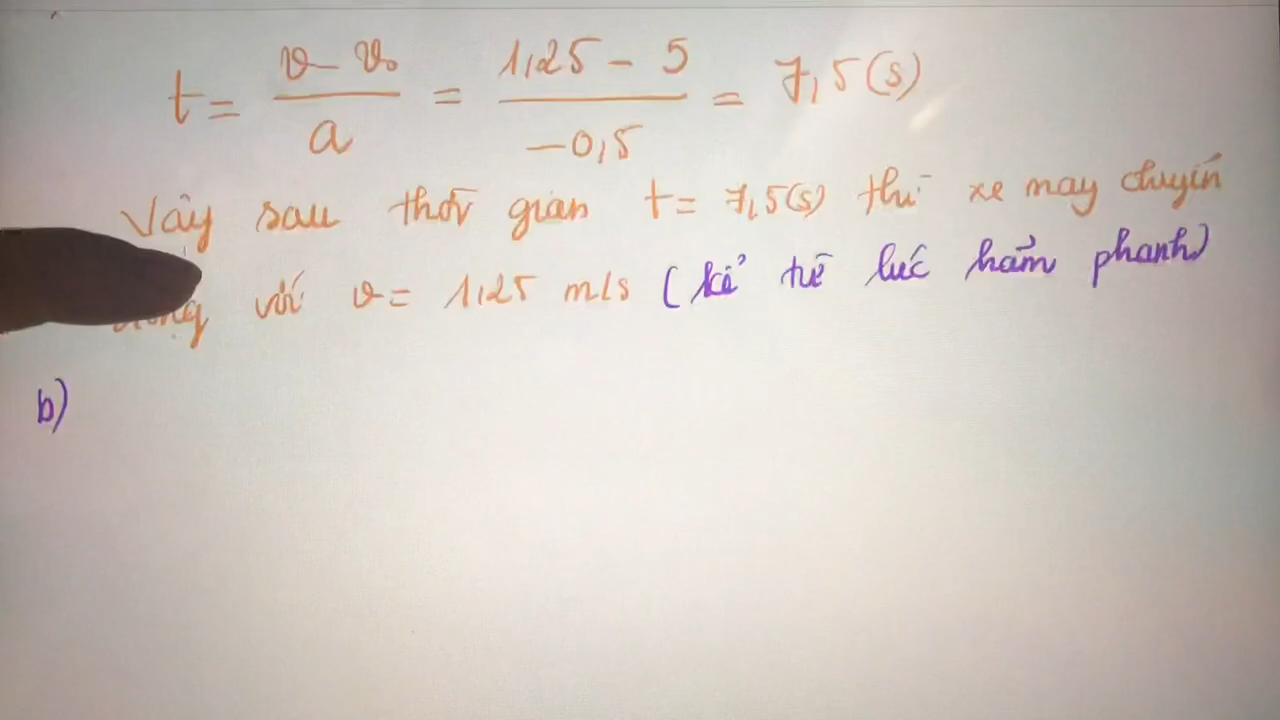 t = (v - v₀)/a = (1,25 - 5)/(-0,5) = 7,5(s)
Vậy sau thời gian t = 7,5(s) thì xe máy chuyển
động với v = 1,25 m/s (kể từ lúc hãm phanh)
b)